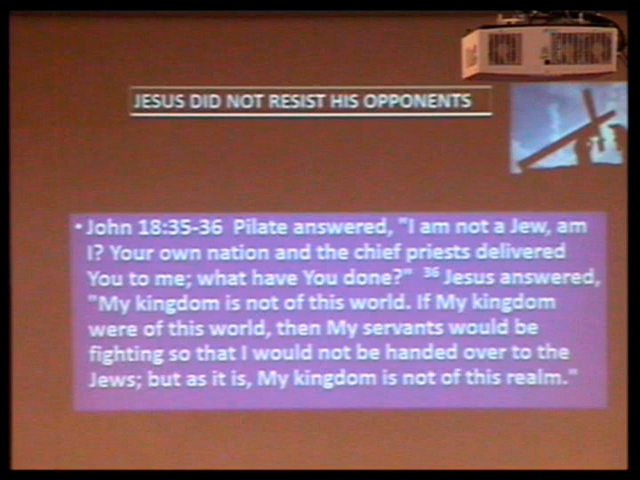 JESUS DID NOT RESIST HIS OPPONENTS
• John 18:35-36  Pilate answered, "I am not a Jew, am
I? Your own nation and the chief priests delivered
You to me; what have You done?"  36 Jesus answered,
"My kingdom is not of this world. If My kingdom
were of this world, then My servants would be
fighting so that I would not be handed over to the
Jews; but as it is, My kingdom is not of this realm."